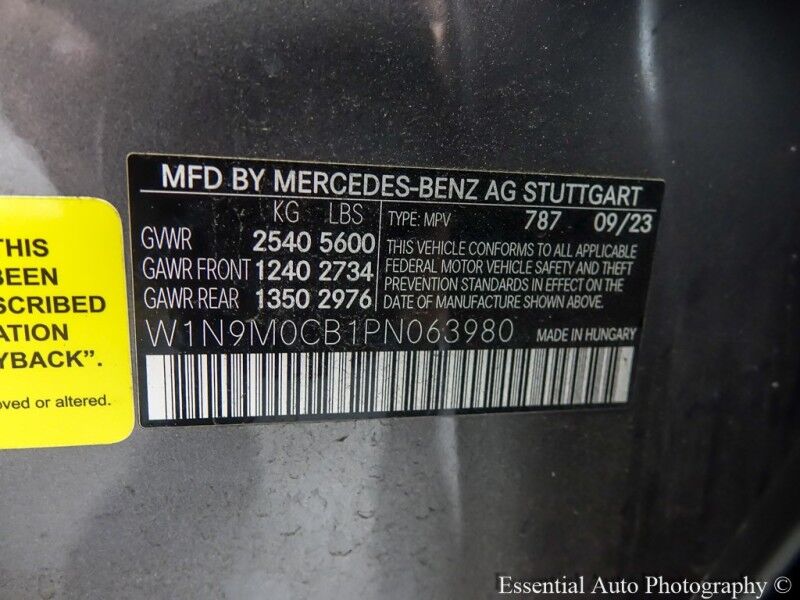 MFD BY MERCEDES-BENZ AG STUTTGART
KG LBS
GVWR 2540 5600
GAWR FRONT 1240 2734
GAWR REAR 1350 2976
TYPE: MPV 787 09/23
THIS VEHICLE CONFORMS TO ALL APPLICABLE
FEDERAL MOTOR VEHICLE SAFETY AND THEFT
PREVENTION STANDARDS IN EFFECT ON THE
DATE OF MANUFACTURE SHOWN ABOVE.
W1N9M0CB1PN063980 MADE IN HUNGARY
THIS
BEEN
SCRIBED
ATION
YBACK”.
oved or altered.
Essential Auto Photography ©